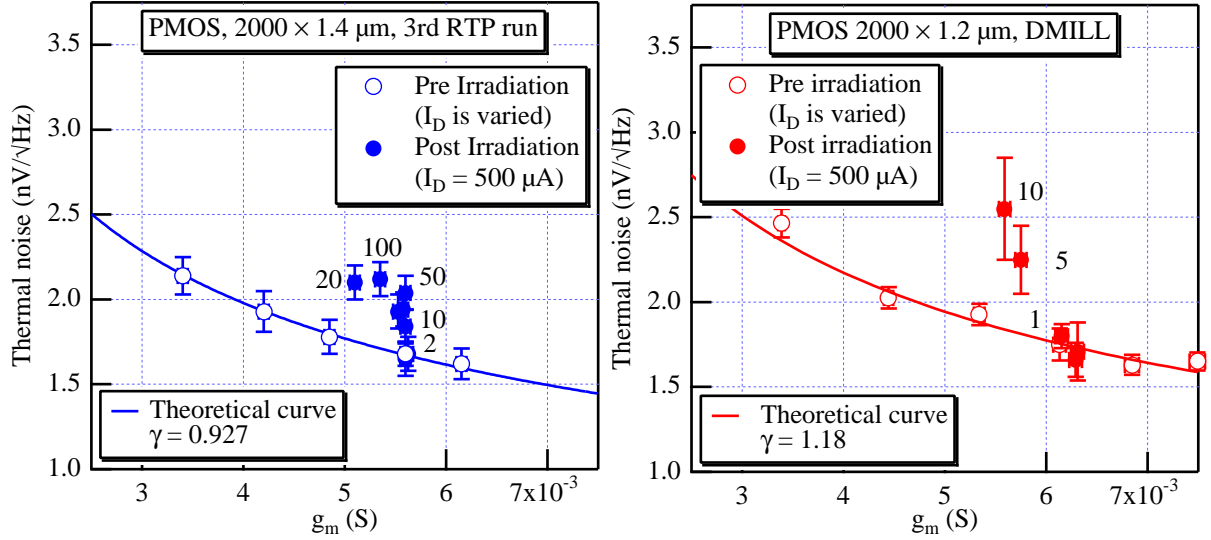 PMOS, 2000 × 1.4 μm, 3rd RTP run
Pre Irradiation
(I_D is varied)
Post Irradiation
(I_D = 500 μA)
Thermal noise (nV/√Hz)
3.5
3.0
2.5
2.0
1.5
1.0
20
100
50
10
2
Theoretical curve
γ = 0.927
3
4
5
6
7x10⁻³
g_m (S)
PMOS 2000 × 1.2 μm, DMILL
Pre irradiation
(I_D is varied)
Post irradiation
(I_D = 500 μA)
Thermal noise (nV/√Hz)
3.5
3.0
2.5
2.0
1.5
1.0
10
5
1
Theoretical curve
γ = 1.18
3
4
5
6
7x10⁻³
g_m (S)